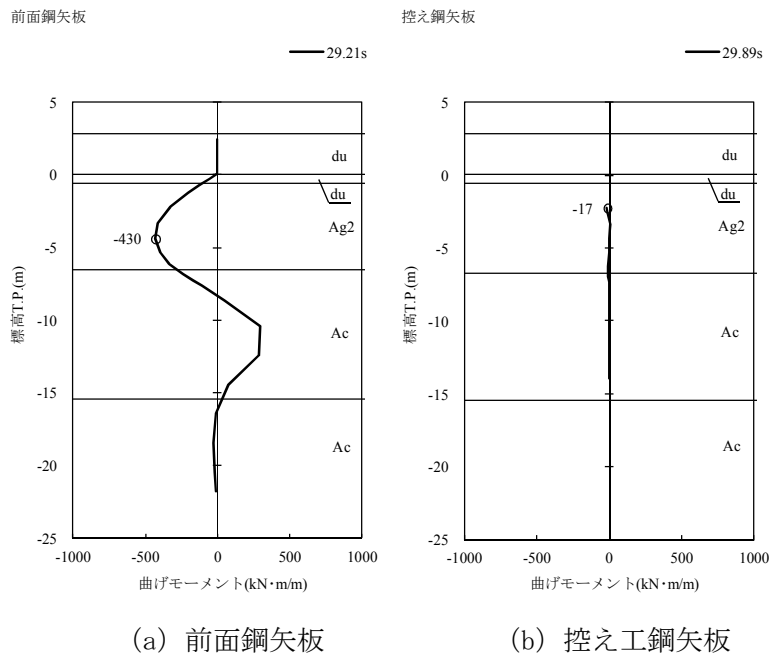 前面鋼矢板
29.21s
5
0
-5
-10
-15
-20
-25
標高T.P.(m)
du
du
Ag2
-430
Ac
Ac
-1000
-500
0
500
1000
曲げモーメント(kN･m/m)
(a) 前面鋼矢板
控え鋼矢板
29.89s
5
0
-5
-10
-15
-20
-25
標高T.P.(m)
du
du
Ag2
-17
Ac
Ac
-1000
-500
0
500
1000
曲げモーメント(kN･m/m)
(b) 控え工鋼矢板